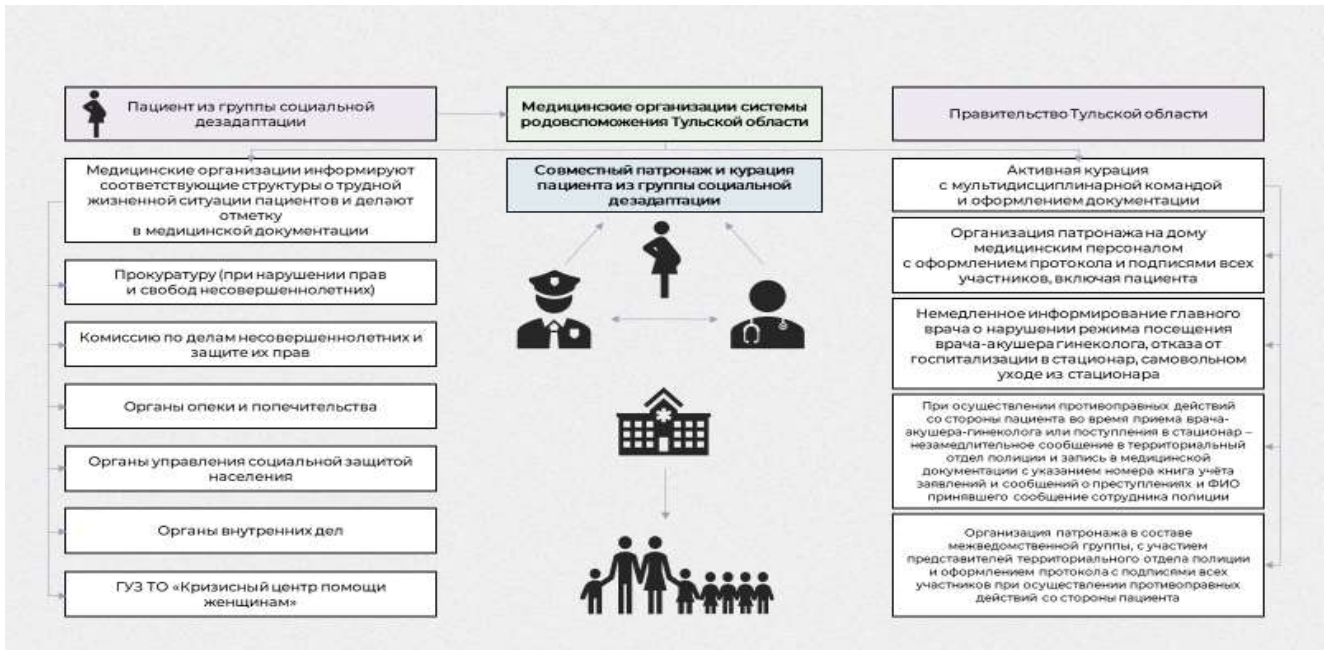 Пациент из группы социальной
дезадаптации
Медицинские организации информируют
соответствующие структуры о трудной
жизненной ситуации пациентов и делают
отметку
в медицинской документации
Прокуратуру (при нарушении прав
и свобод несовершеннолетних)
Комиссию по делам несовершеннолетних и
защите их прав
Органы опеки и попечительства
Органы управления социальной защитой
населения
Органы внутренних дел
ГУЗ ТО «Кризисный центр помощи
женщинам»
Медицинские организации системы
родовспоможения Тульской области
Совместный патронаж и курация
пациента из группы социальной
дезадаптации
Правительство Тульской области
Активная курация
с мультидисциплинарной командой
и оформлением документации
Организация патронажа на дому
медицинским персоналом
с оформлением протокола и подписями всех
участников, включая пациента
Немедленное информирование главного
врача о нарушении режима посещения
врача-акушера гинеколога, отказа от
госпитализации в стационар, самовольном
уходе из стационара
При осуществлении противоправных действий
со стороны пациента во время приема врача-
акушера-гинеколога или поступления в стационар –
незамедлительное сообщение в территориальный
отдел полиции и запись в медицинской
документации с указанием номера книга учёта
заявлений и сообщений о преступлениях и ФИО
принявшего сообщение сотрудника полиции
Организация патронажа в составе
межведомственной группы, с участием
представителей территориального отдела полиции
и оформлением протокола с подписями всех
участников при осуществлении противоправных
действий со стороны пациента